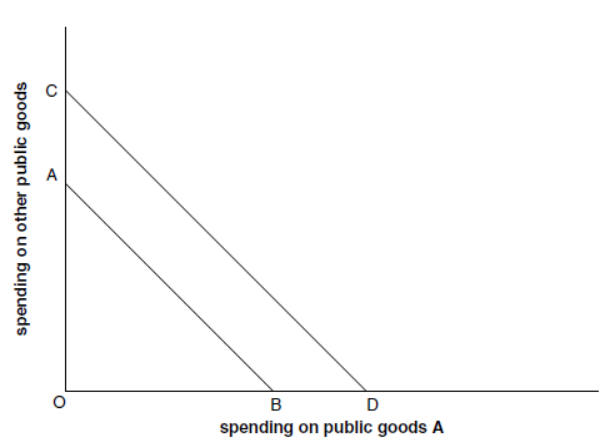 spending on other public goods
C
A
O
B
D
spending on public goods A